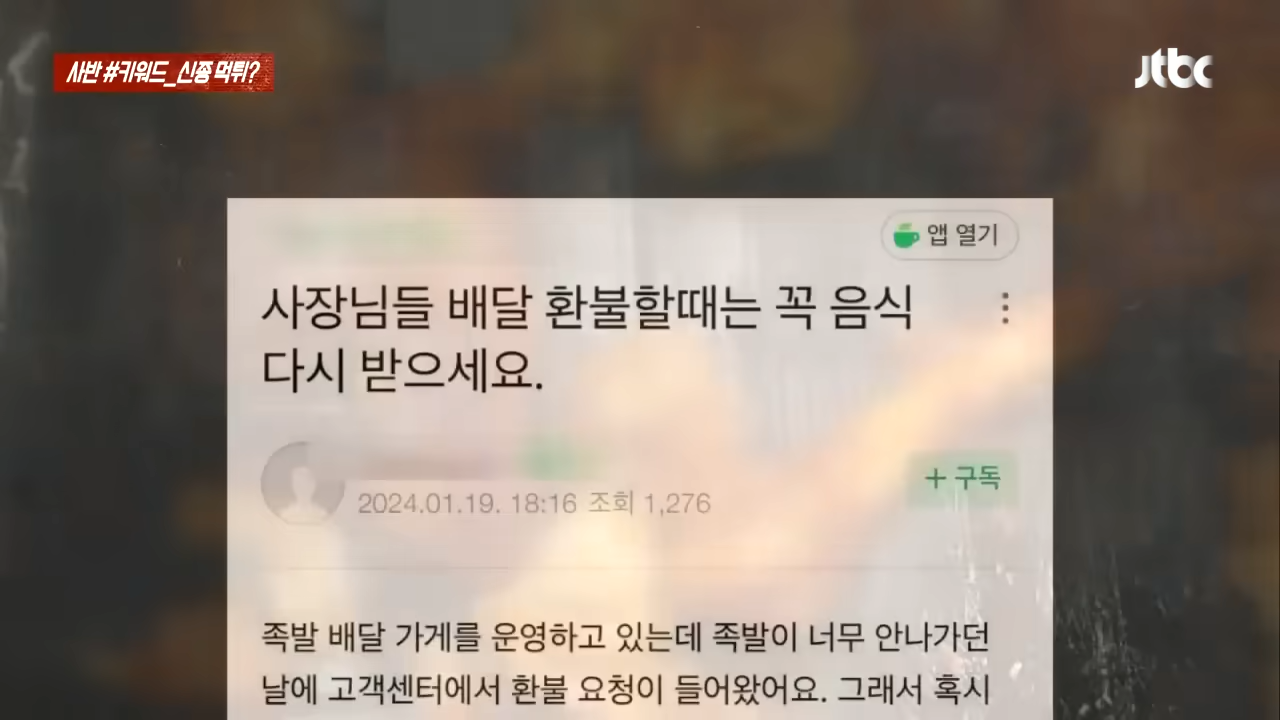 사반 #키워드_신종 먹튀?
jtbc
앱 열기
사장님들 배달 환불할때는 꼭 음식
다시 받으세요.
+ 구독
2024.01.19. 18:16 조회 1,276
족발 배달 가게를 운영하고 있는데 족발이 너무 안나가던
날에 고객센터에서 환불 요청이 들어왔어요. 그래서 혹시